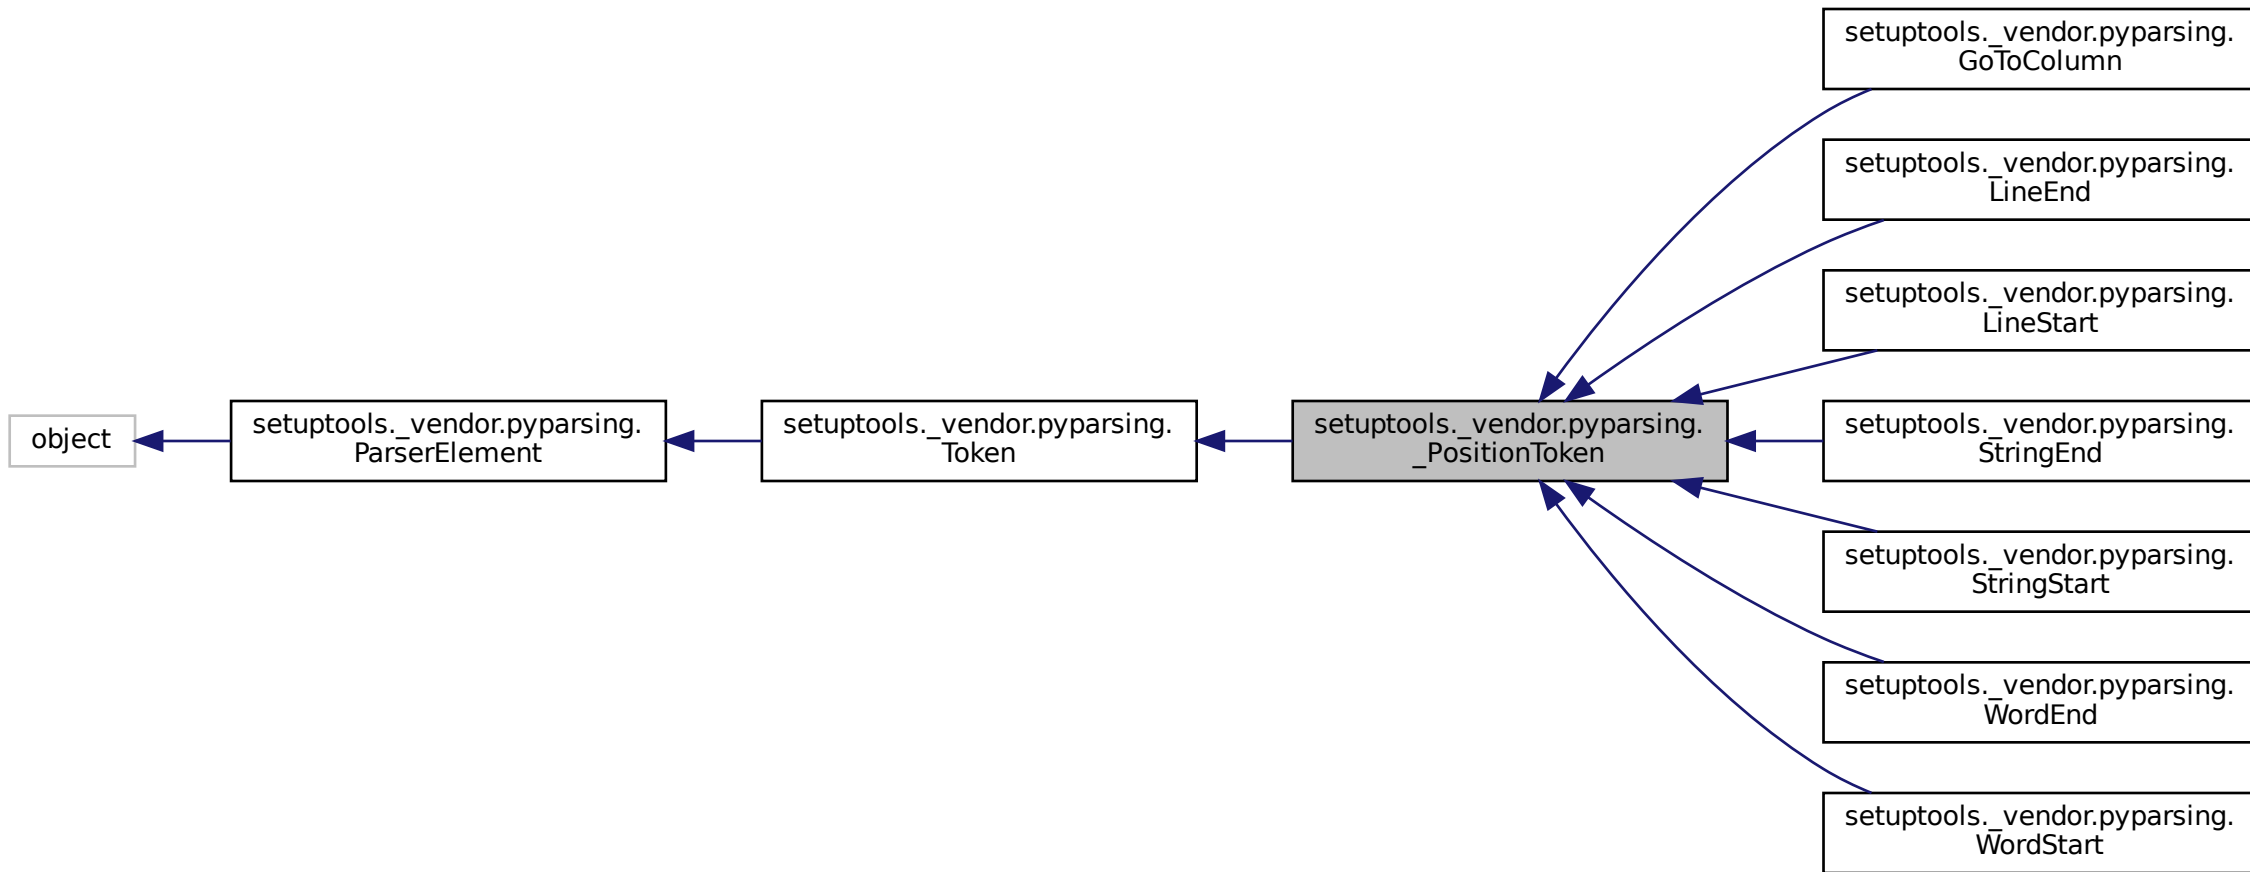 object
setuptools._vendor.pyparsing.
ParserElement
setuptools._vendor.pyparsing.
Token
setuptools._vendor.pyparsing.
_PositionToken
setuptools._vendor.pyparsing.
GoToColumn
setuptools._vendor.pyparsing.
LineEnd
setuptools._vendor.pyparsing.
LineStart
setuptools._vendor.pyparsing.
StringEnd
setuptools._vendor.pyparsing.
StringStart
setuptools._vendor.pyparsing.
WordEnd
setuptools._vendor.pyparsing.
WordStart